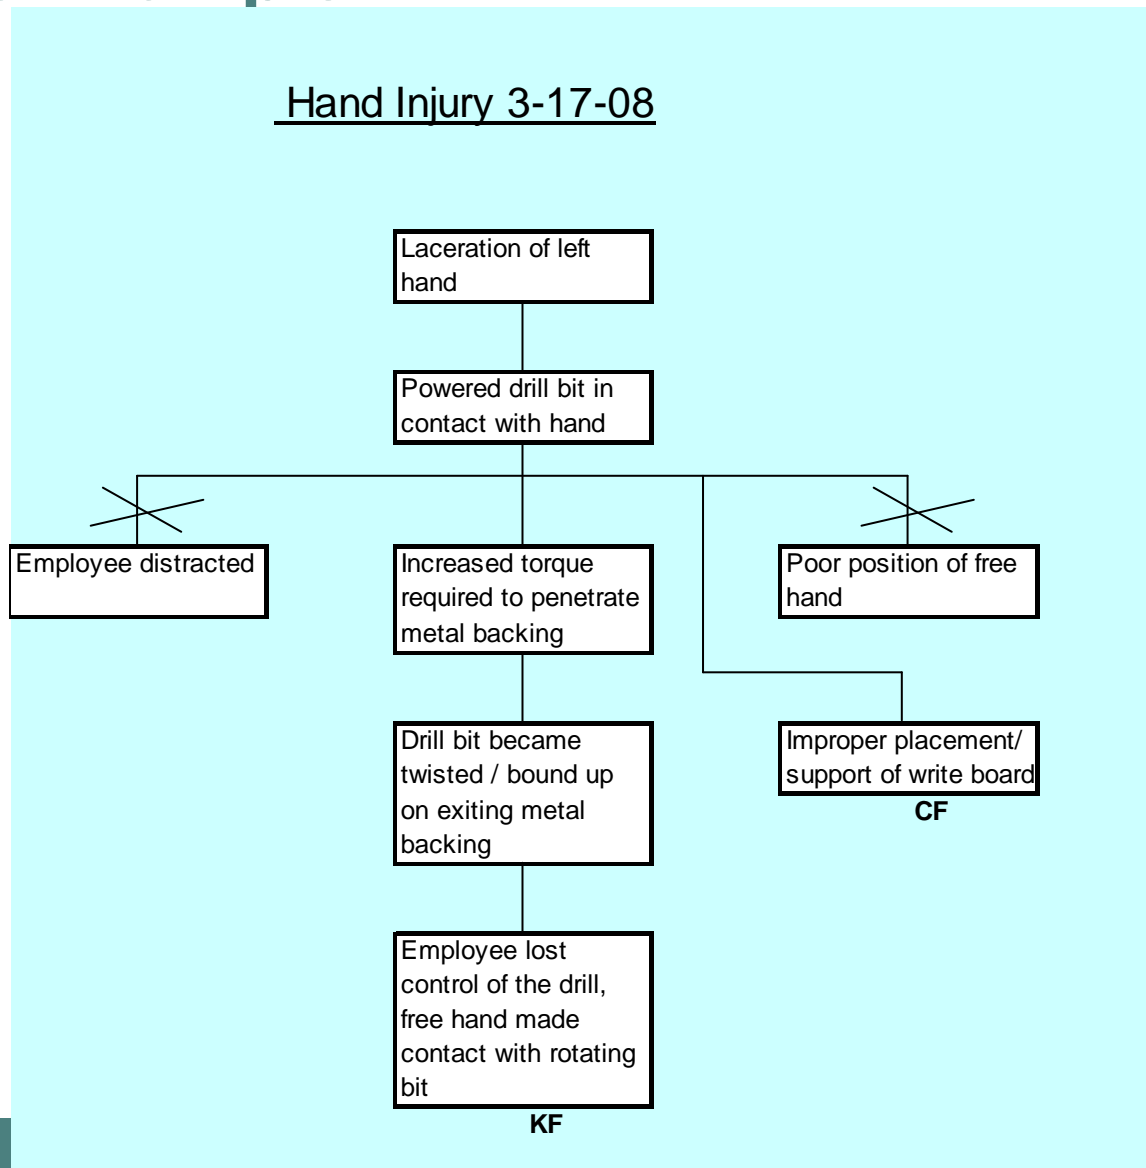 Hand Injury 3-17-08
Laceration of left
hand
Powered drill bit in
contact with hand
Employee distracted
Increased torque
required to penetrate
metal backing
Poor position of free
hand
Drill bit became
twisted / bound up
on exiting metal
backing
Improper placement/
support of write board
CF
Employee lost
control of the drill,
free hand made
contact with rotating
bit
KF